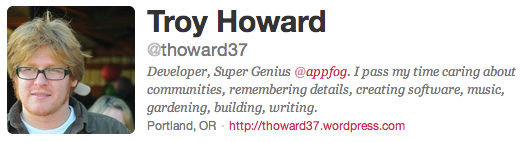 Troy Howard
@thoward37
Developer, Super Genius @appfog. I pass my time caring about
communities, remembering details, creating software, music,
gardening, building, writing.
Portland, OR · http://thoward37.wordpress.com